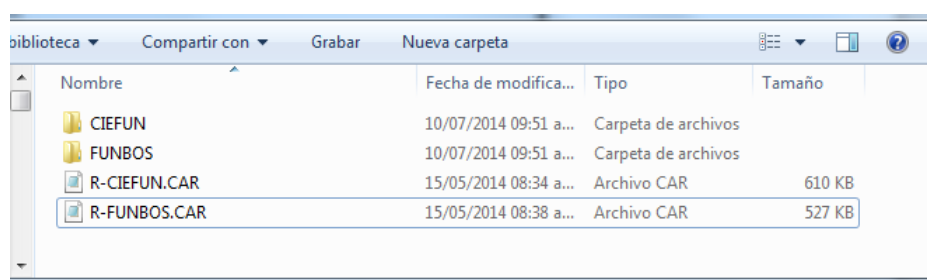 biblioteca Compartir con Grabar Nueva carpeta
Nombre Fecha de modifica... Tipo Tamaño
CIEFUN 10/07/2014 09:51 a... Carpeta de archivos
FUNBOS 10/07/2014 09:51 a... Carpeta de archivos
R-CIEFUN.CAR 15/05/2014 08:34 a... Archivo CAR 610 KB
R-FUNBOS.CAR 15/05/2014 08:38 a... Archivo CAR 527 KB